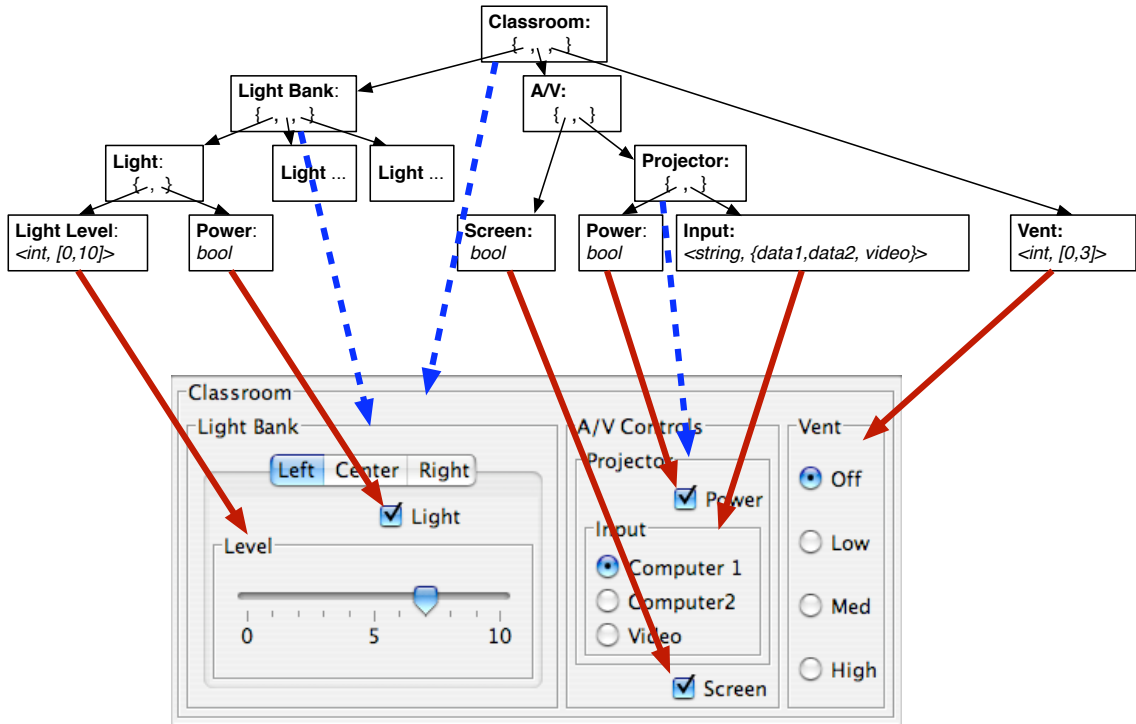 Classroom:
{ , , }
Light Bank:
{ , , }
A/V:
{ , }
Light:
{ , }
Light ...
Light ...
Projector:
{ , }
Light Level:
<int, [0,10]>
Power:
bool
Screen:
bool
Power:
bool
Input:
<string, {data1,data2, video}>
Vent:
<int, [0,3]>
Classroom
Light Bank
Left Center Right
Light
Level
0 5 10
A/V Controls
Projector
Power
Input
Computer 1
Computer2
Video
Screen
Vent
Off
Low
Med
High